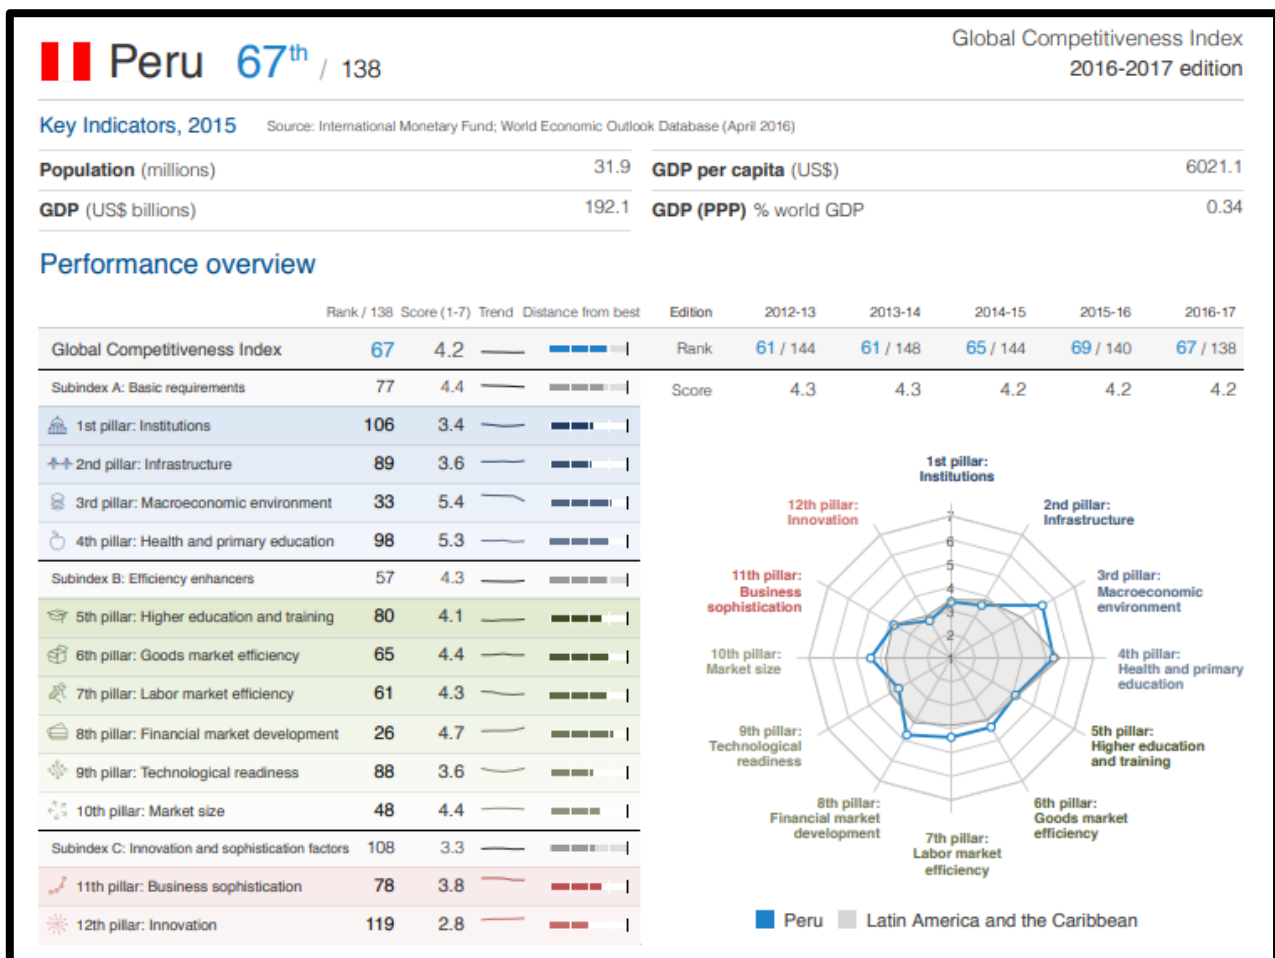 Peru 67th / 138
Global Competitiveness Index
2016-2017 edition
Key Indicators, 2015 Source: International Monetary Fund; World Economic Outlook Database (April 2016)
Population (millions) 31.9 GDP per capita (US$) 6021.1
GDP (US$ billions) 192.1 GDP (PPP) % world GDP 0.34
Performance overview
Rank / 138 Score (1-7) Trend Distance from best
Global Competitiveness Index 67 4.2
Subindex A: Basic requirements 77 4.4
1st pillar: Institutions 106 3.4
2nd pillar: Infrastructure 89 3.6
3rd pillar: Macroeconomic environment 33 5.4
4th pillar: Health and primary education 98 5.3
Subindex B: Efficiency enhancers 57 4.3
5th pillar: Higher education and training 80 4.1
6th pillar: Goods market efficiency 65 4.4
7th pillar: Labor market efficiency 61 4.3
8th pillar: Financial market development 26 4.7
9th pillar: Technological readiness 88 3.6
10th pillar: Market size 48 4.4
Subindex C: Innovation and sophistication factors 108 3.3
11th pillar: Business sophistication 78 3.8
12th pillar: Innovation 119 2.8
Edition 2012-13 2013-14 2014-15 2015-16 2016-17
Rank 61 / 144 61 / 148 65 / 144 69 / 140 67 / 138
Score 4.3 4.3 4.2 4.2 4.2
1st pillar:
Institutions
2nd pillar:
Infrastructure
3rd pillar:
Macroeconomic
environment
4th pillar:
Health and primary
education
5th pillar:
Higher education
and training
6th pillar:
Goods market
efficiency
7th pillar:
Labor market
efficiency
8th pillar:
Financial market
development
9th pillar:
Technological
readiness
10th pillar:
Market size
11th pillar:
Business
sophistication
12th pillar:
Innovation
7
6
5
4
3
2
1
Peru Latin America and the Caribbean